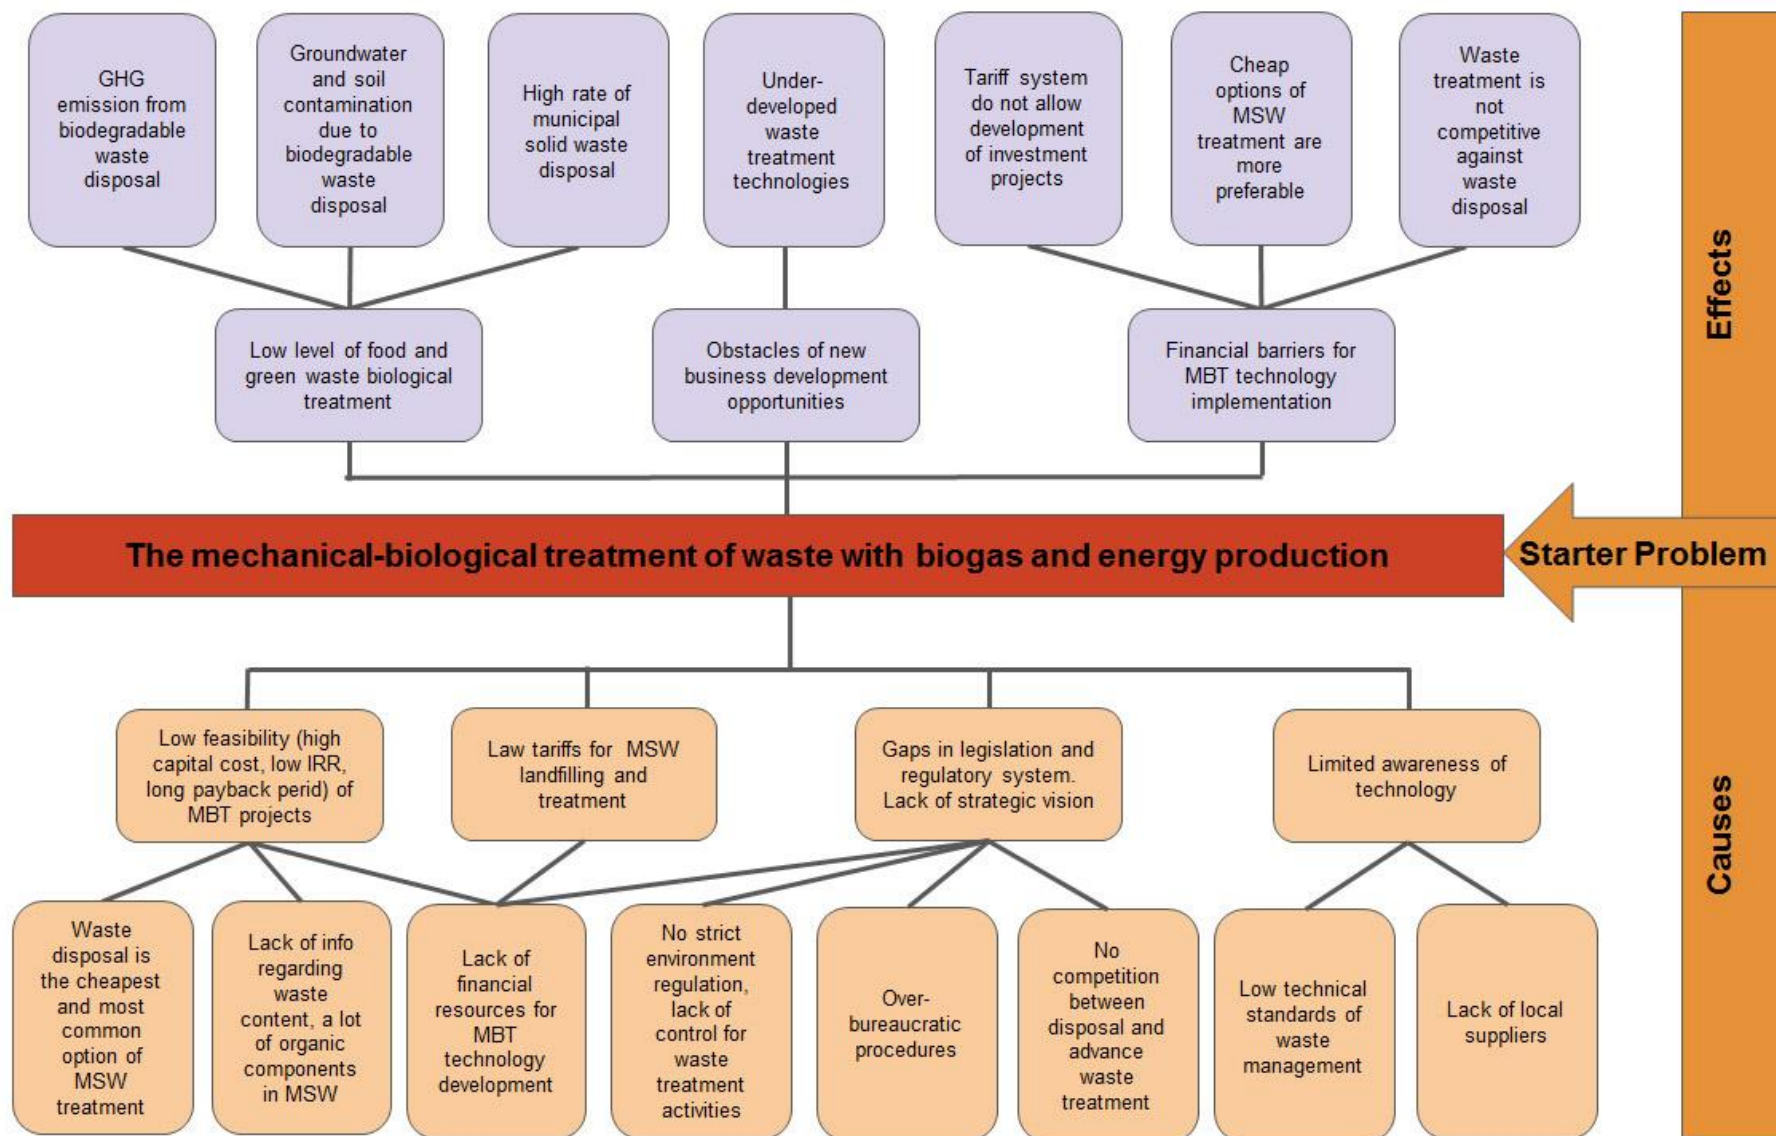 GHG
emission from
biodegradable
waste
disposal
Groundwater
and soil
contamination
due to
biodegradable
waste
disposal
High rate of
municipal
solid waste
disposal
Under-
developed
waste
treatment
technologies
Tariff system
do not allow
development
of investment
projects
Cheap
options of
MSW
treatment are
more
preferable
Waste
treatment is
not
competitive
against
waste
disposal
Effects
Low level of food and
green waste biological
treatment
Obstacles of new
business development
opportunities
Financial barriers for
MBT technology
implementation
The mechanical-biological treatment of waste with biogas and energy production
Starter Problem
Low feasibility (high
capital cost, low IRR,
long payback perid) of
MBT projects
Law tariffs for MSW
landfilling and
treatment
Gaps in legislation and
regulatory system.
Lack of strategic vision
Limited awareness of
technology
Causes
Waste
disposal is
the cheapest
and most
common
option of
MSW
treatment
Lack of info
regarding
waste
content, a lot
of organic
components
in MSW
Lack of
financial
resources for
MBT
technology
development
No strict
environment
regulation,
lack of
control for
waste
treatment
activities
Over-
bureaucratic
procedures
No
competition
between
disposal and
advance
waste
treatment
Low technical
standards of
waste
management
Lack of local
suppliers